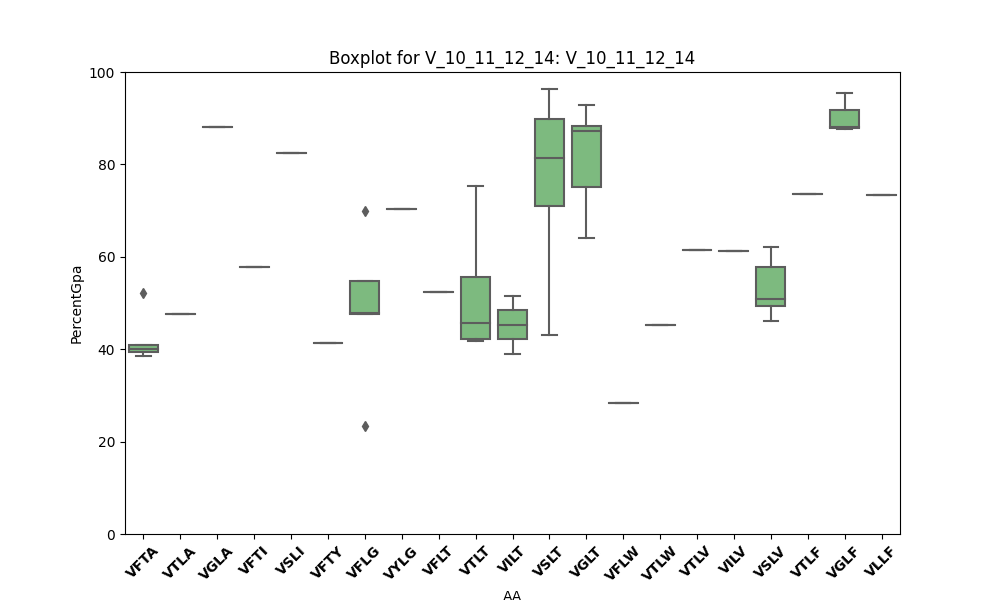 Boxplot for V_10_11_12_14: V_10_11_12_14
PercentGpa
100
80
60
40
20
0
VFTA VTLA VGLA VFTI VSLI VFTY VFLG VYLG VFLT VTLT VILT VSLT VGLT VFLW VTLW VTLV VILV VSLV VTLF VGLF VLLF
AA